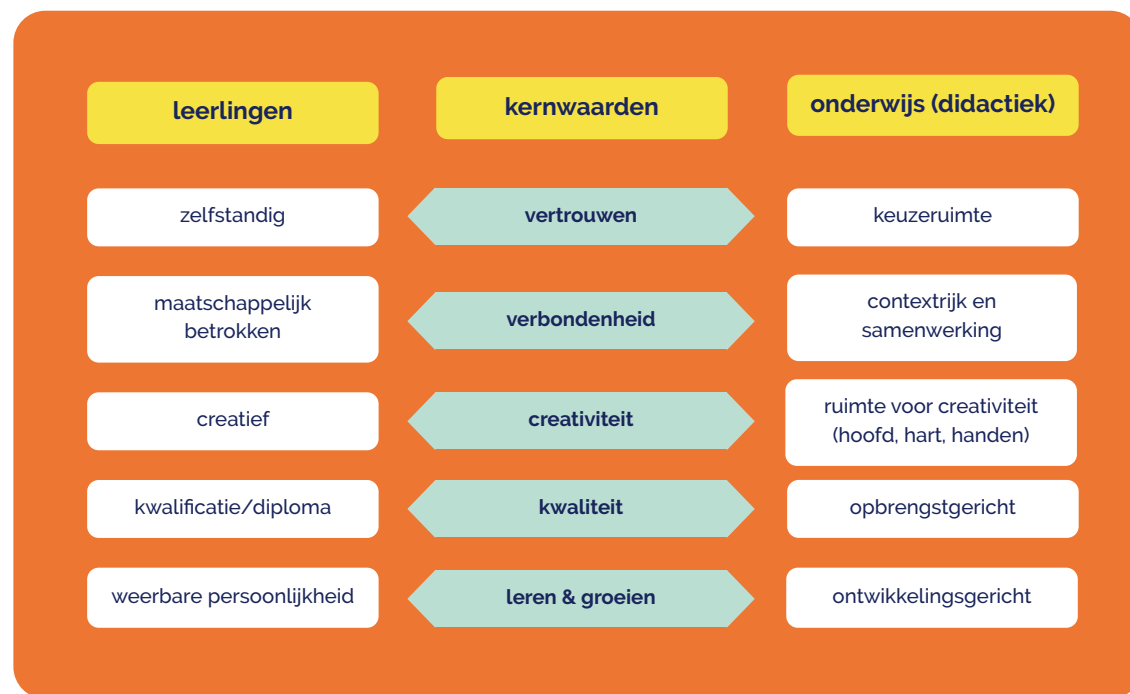 leerlingen
kernwaarden
onderwijs (didactiek)
zelfstandig
vertrouwen
keuzeruimte
maatschappelijk
betrokken
verbondenheid
contextrijk en
samenwerking
creatief
creativiteit
ruimte voor creativiteit
(hoofd, hart, handen)
kwalificatie/diploma
kwaliteit
opbrengstgericht
weerbare persoonlijkheid
leren & groeien
ontwikkelingsgericht